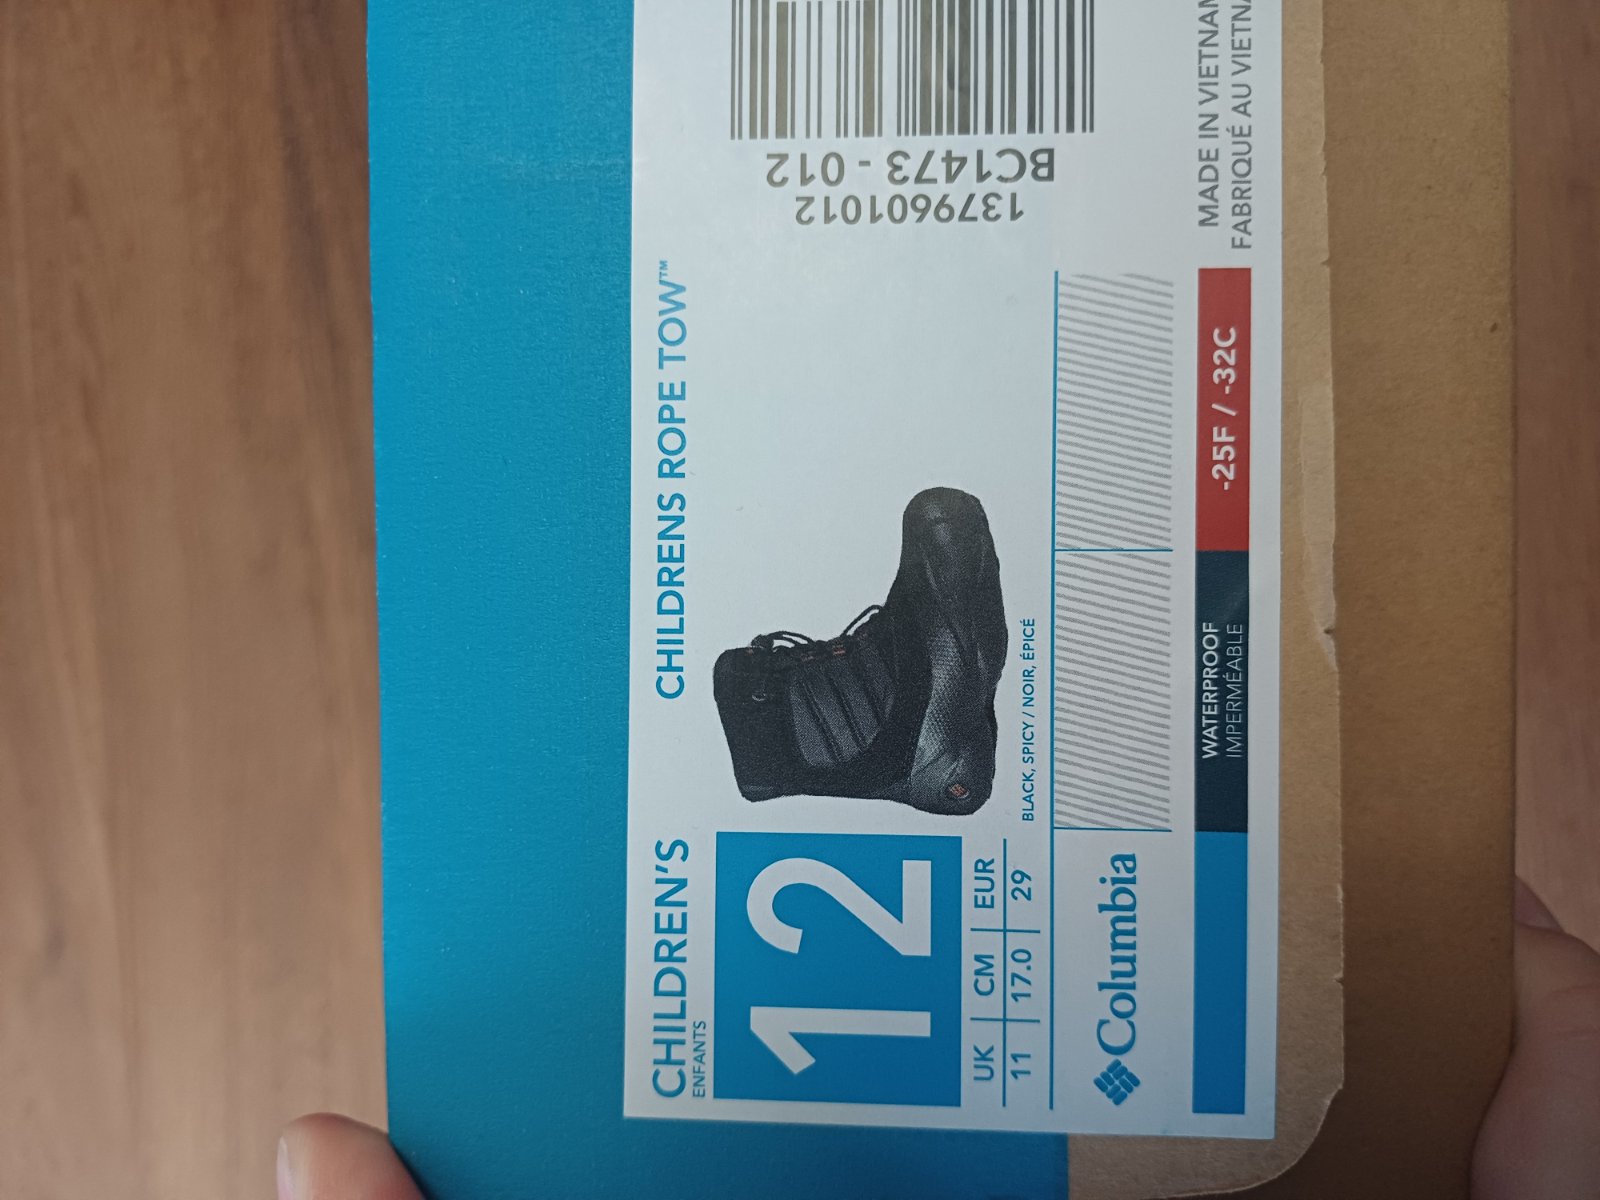 CHILDREN'S
ENFANTS
12
UK | CM | EUR
11 | 17.0 | 29
CHILDRENS ROPE TOW™
BLACK, SPICY / NOIR, ÉPICÉ
1379601012
BC1473 - 012
Columbia
WATERPROOF
IMPERMÉABLE
-25F / -32C
MADE IN VIETNAM
FABRIQUÉ AU VIETNA